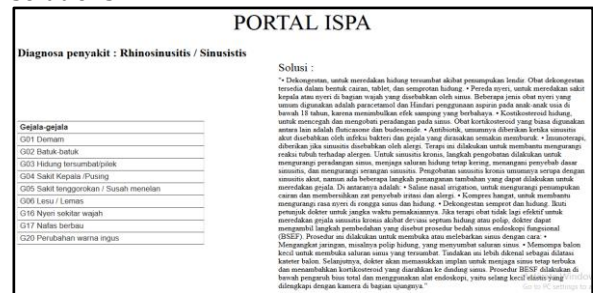 PORTAL ISPA
Diagnosa penyakit : Rhinosinusitis / Sinusistis
Gejala-gejala
G01 Demam
G02 Batuk-batuk
G03 Hidung tersumbat/pilek
G04 Sakit Kepala /Pusing
G05 Sakit tenggorokan / Susah menelan
G06 Lesu / Lemas
G16 Nyeri sekitar wajah
G17 Nafas berbau
G20 Perubahan warna ingus
Solusi :
"• Dekongestan, untuk meredakan hidung tersumbat akibat penumpukan lendir. Obat dekongestan
tersedia dalam bentuk cairan, tablet, dan semprotan hidung. • Pereda nyeri, untuk meredakan sakit
kepala atau nyeri di bagian wajah yang disebabkan oleh sinus. Beberapa jenis obat nyeri yang
umum digunakan adalah paracetamol dan Hindari penggunaan aspirin pada anak-anak usia di
bawah 18 tahun, karena menimbulkan efek samping yang berbahaya. • Kostikosteroid hidung,
untuk mencegah dan mengobati peradangan pada sinus. Obat kortikosteroid yang biasa digunakan
antara lain adalah fluticasone dan budesonide. • Antibiotik, umumnya diberikan ketika sinusitis
akut disebabkan oleh infeksi bakteri dan gejala yang dirasakan semakin memburuk. • Imunoterapi,
diberikan jika sinusitis disebabkan oleh alergi. Terapi ini dilakukan untuk membantu mengurangi
reaksi tubuh terhadap alergen. Untuk sinusitis kronis, langkah pengobatan dilakukan untuk
mengurangi peradangan sinus, menjaga saluran hidung tetap kering, menangani penyebab dasar
sinusitis, dan mengurangi serangan sinusitis. Pengobatan sinusitis kronis umumnya serupa dengan
sinusitis akut, namun ada beberapa langkah penanganan tambahan yang dapat dilakukan untuk
meredakan gejala. Di antaranya adalah: • Saline nasal irrigation, untuk mengurangi penumpukan
cairan dan membersihkan zat penyebab iritasi dan alergi. • Kompres hangat, untuk membantu
mengurangi rasa nyeri di rongga sinus dan hidung. • Dekongestan semprot dan hidung. Ikuti
petunjuk dokter untuk jangka waktu pemakaiannya. Jika terapi obat tidak lagi efektif untuk
meredakan gejala sinusitis kronis akibat deviasi septum hidung atau polip, dokter dapat
mengambil langkah pembedahan yang disebut prosedur bedah sinus endoskopi fungsional
(BSEF). Prosedur ini dilakukan untuk membuka atau melebarkan sinus dengan cara: •
Mengangkat jaringan, misalnya polip hidung, yang menyumbat saluran sinus. • Memompa balon
kecil untuk membuka saluran sinus yang tersumbat. Tindakan ini lebih dikenal sebagai dilatasi
kateter balon. Selanjutnya, dokter akan memasukkan implan untuk menjaga sinus tetap terbuka
dan menambahkan kortikosteroid yang diarahkan ke dinding sinus. Prosedur BESF dilakukan di
bawah pengaruh bius total dan menggunakan alat endoskopi, yaitu selang kecil elastis yang
dilengkapi dengan kamera di bagian ujungnya."